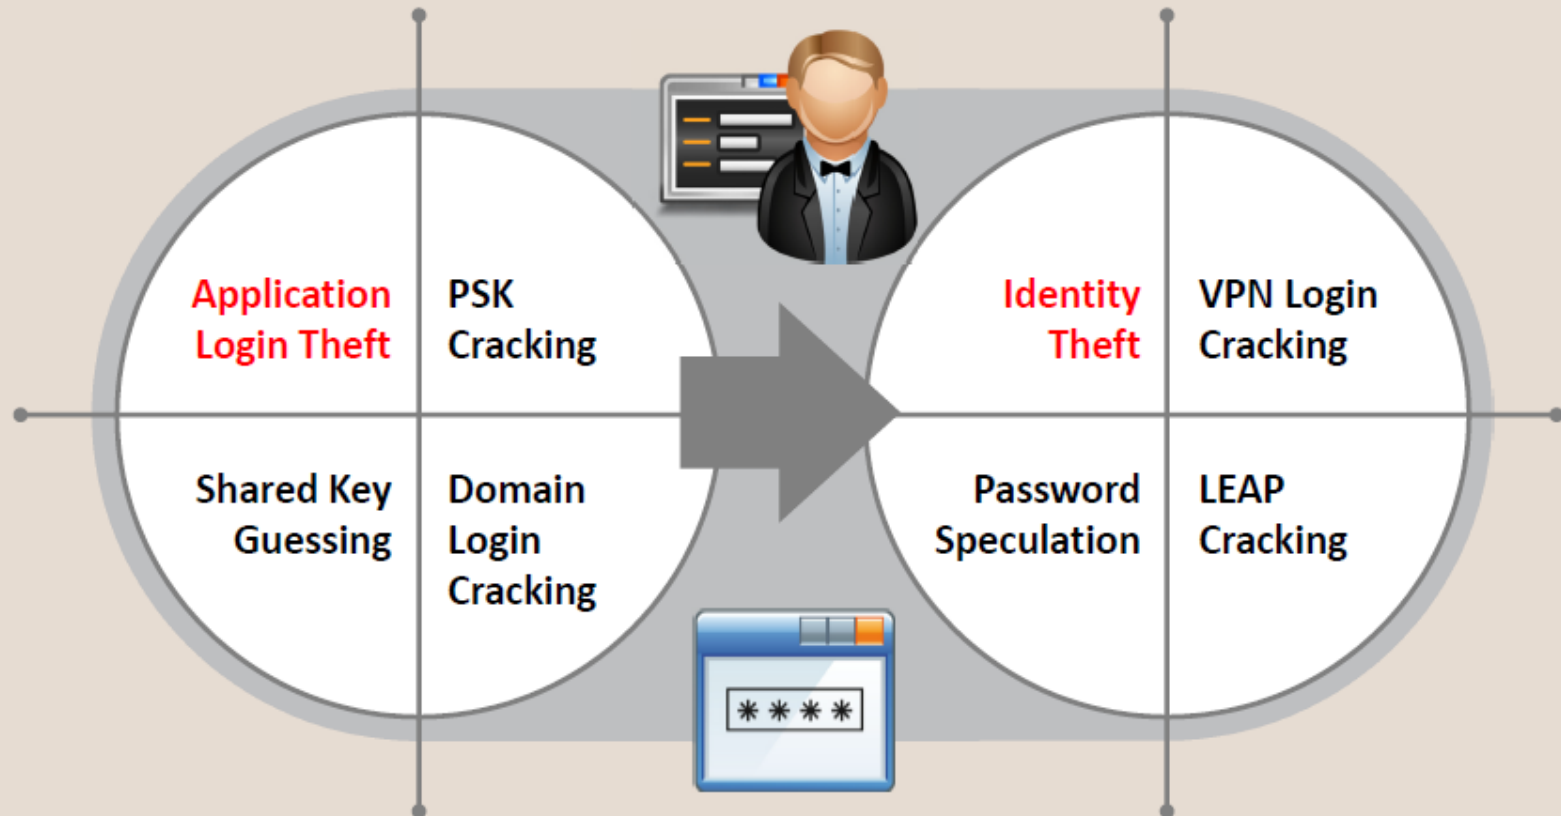 Application
Login Theft
PSK
Cracking
Shared Key
Guessing
Domain
Login
Cracking
Identity
Theft
VPN Login
Cracking
Password
Speculation
LEAP
Cracking
****